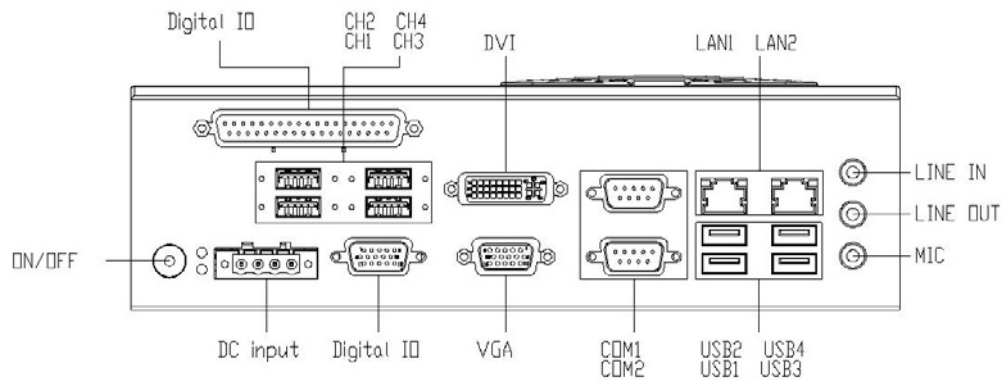 Digital IO
CH2 CH4
CH1 CH3
DVI
LAN1 LAN2
LINE IN
LINE OUT
MIC
ON/OFF
DC input
Digital IO
VGA
COM1
COM2
USB2 USB4
USB1 USB3